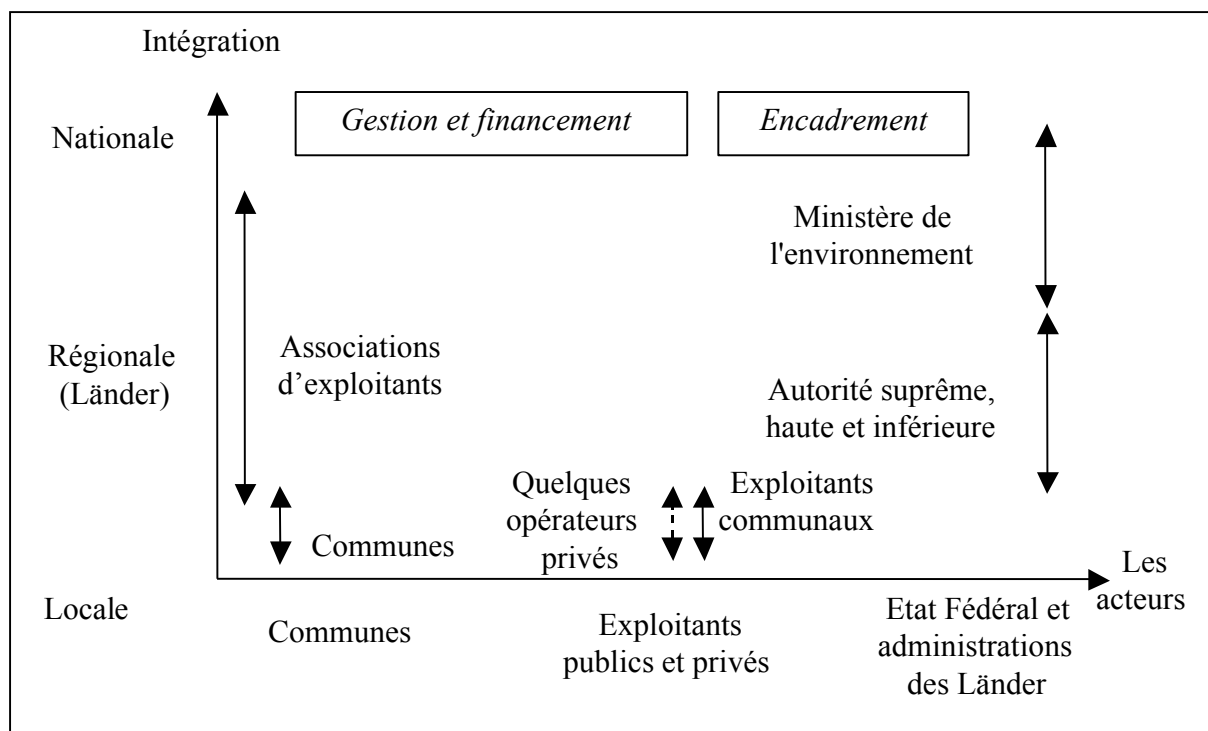 Intégration
Nationale
Gestion et financement
Encadrement
Ministère de
l'environnement
Régionale
(Länder)
Associations
d’exploitants
Autorité suprême,
haute et inférieure
Quelques
opérateurs
privés
Exploitants
communaux
Communes
Les
acteurs
Locale
Communes
Exploitants
publics et privés
Etat Fédéral et
administrations
des Länder